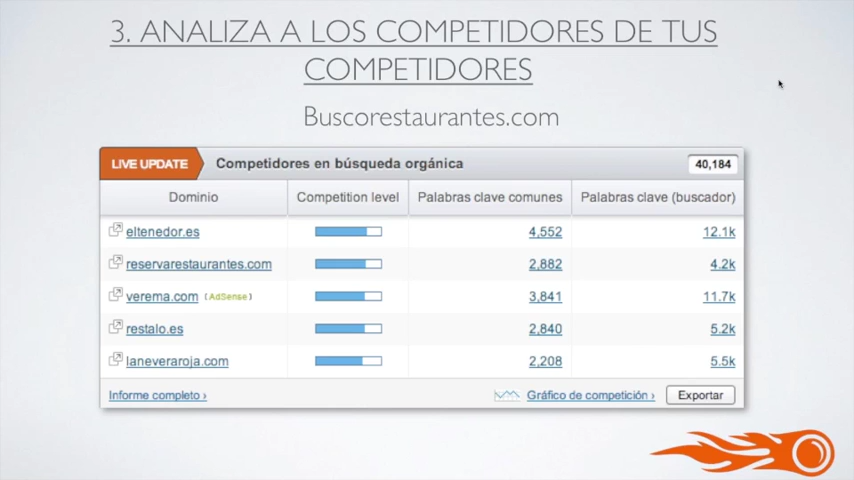 3. ANALIZA A LOS COMPETIDORES DE TUS
COMPETIDORES
Buscorestaurantes.com
LIVE UPDATE Competidores en búsqueda orgánica 40,184
Dominio Competition level Palabras clave comunes Palabras clave (buscador)
eltenedor.es 4,552 12.1k
reservarestaurantes.com 2,882 4.2k
verema.com (AdSense) 3,841 11.7k
restalo.es 2,840 5.2k
laneveraroja.com 2,208 5.5k
Informe completo › Gráfico de competición › Exportar